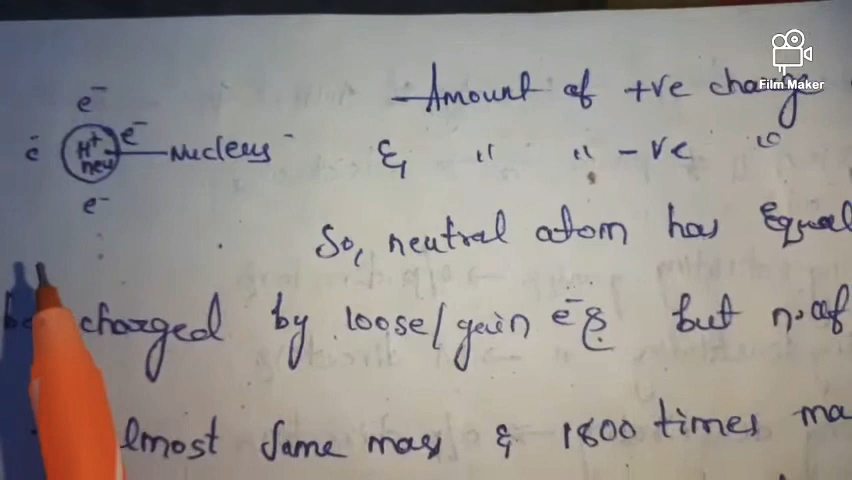 Film Maker
e⁻
Amount of +ve charge
e⁻ H⁺ e⁻ Nucleus
neu
& " " -ve "
e⁻
So, neutral atom has Equal
charged by loose/gain e⁻s but n.of
lmost same mass & 1800 times ma